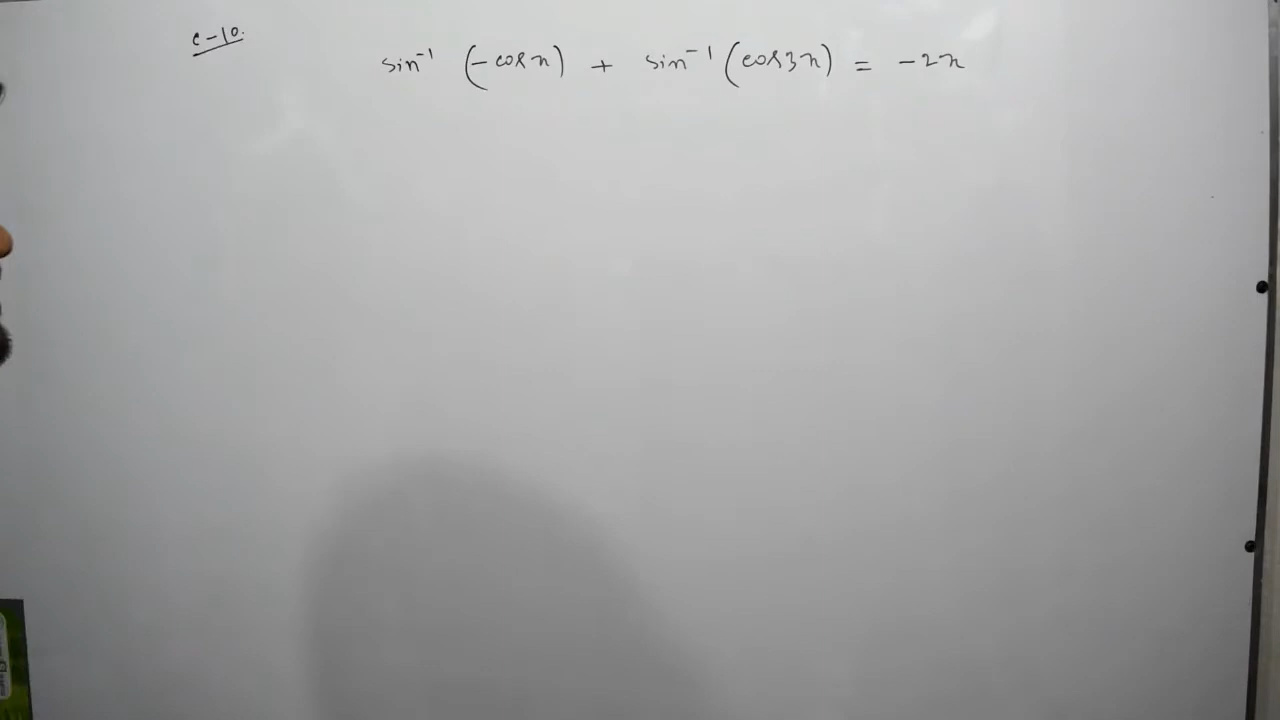 c-10.
sin⁻¹ (-cos x) + sin⁻¹ (cos 3x) = -2x